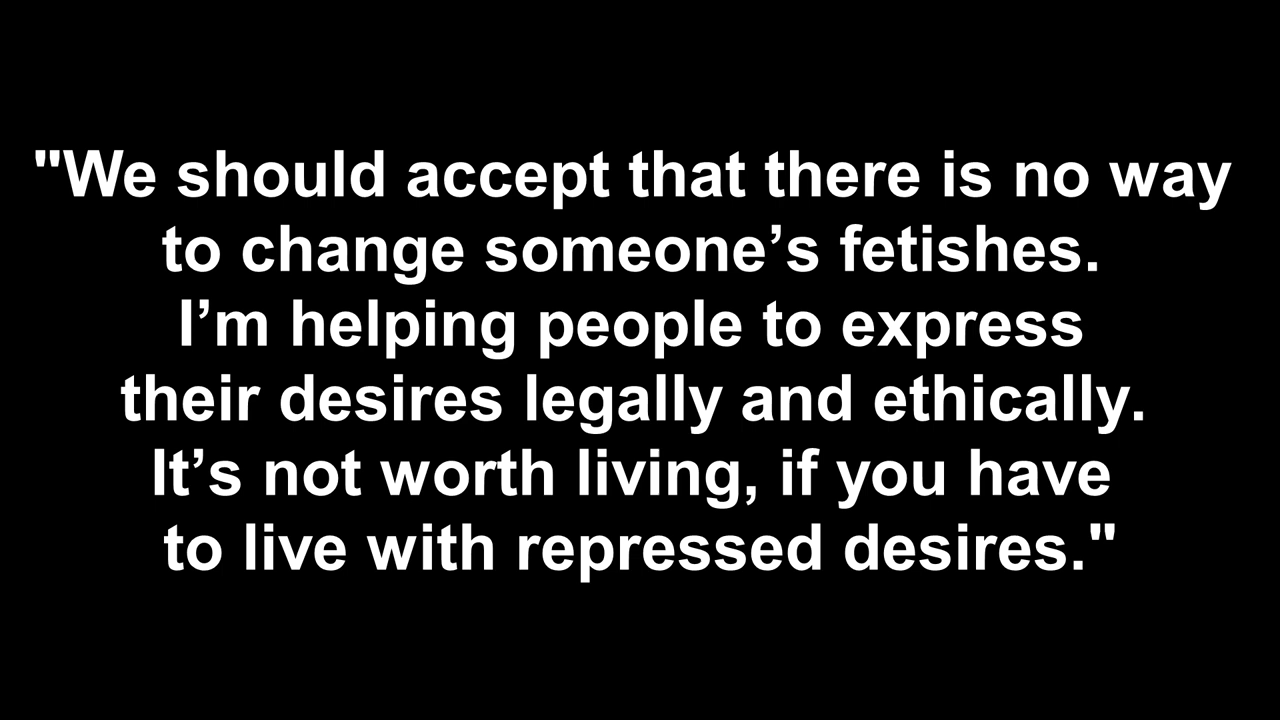 "We should accept that there is no way
to change someone’s fetishes.
I’m helping people to express
their desires legally and ethically.
It’s not worth living, if you have
to live with repressed desires."